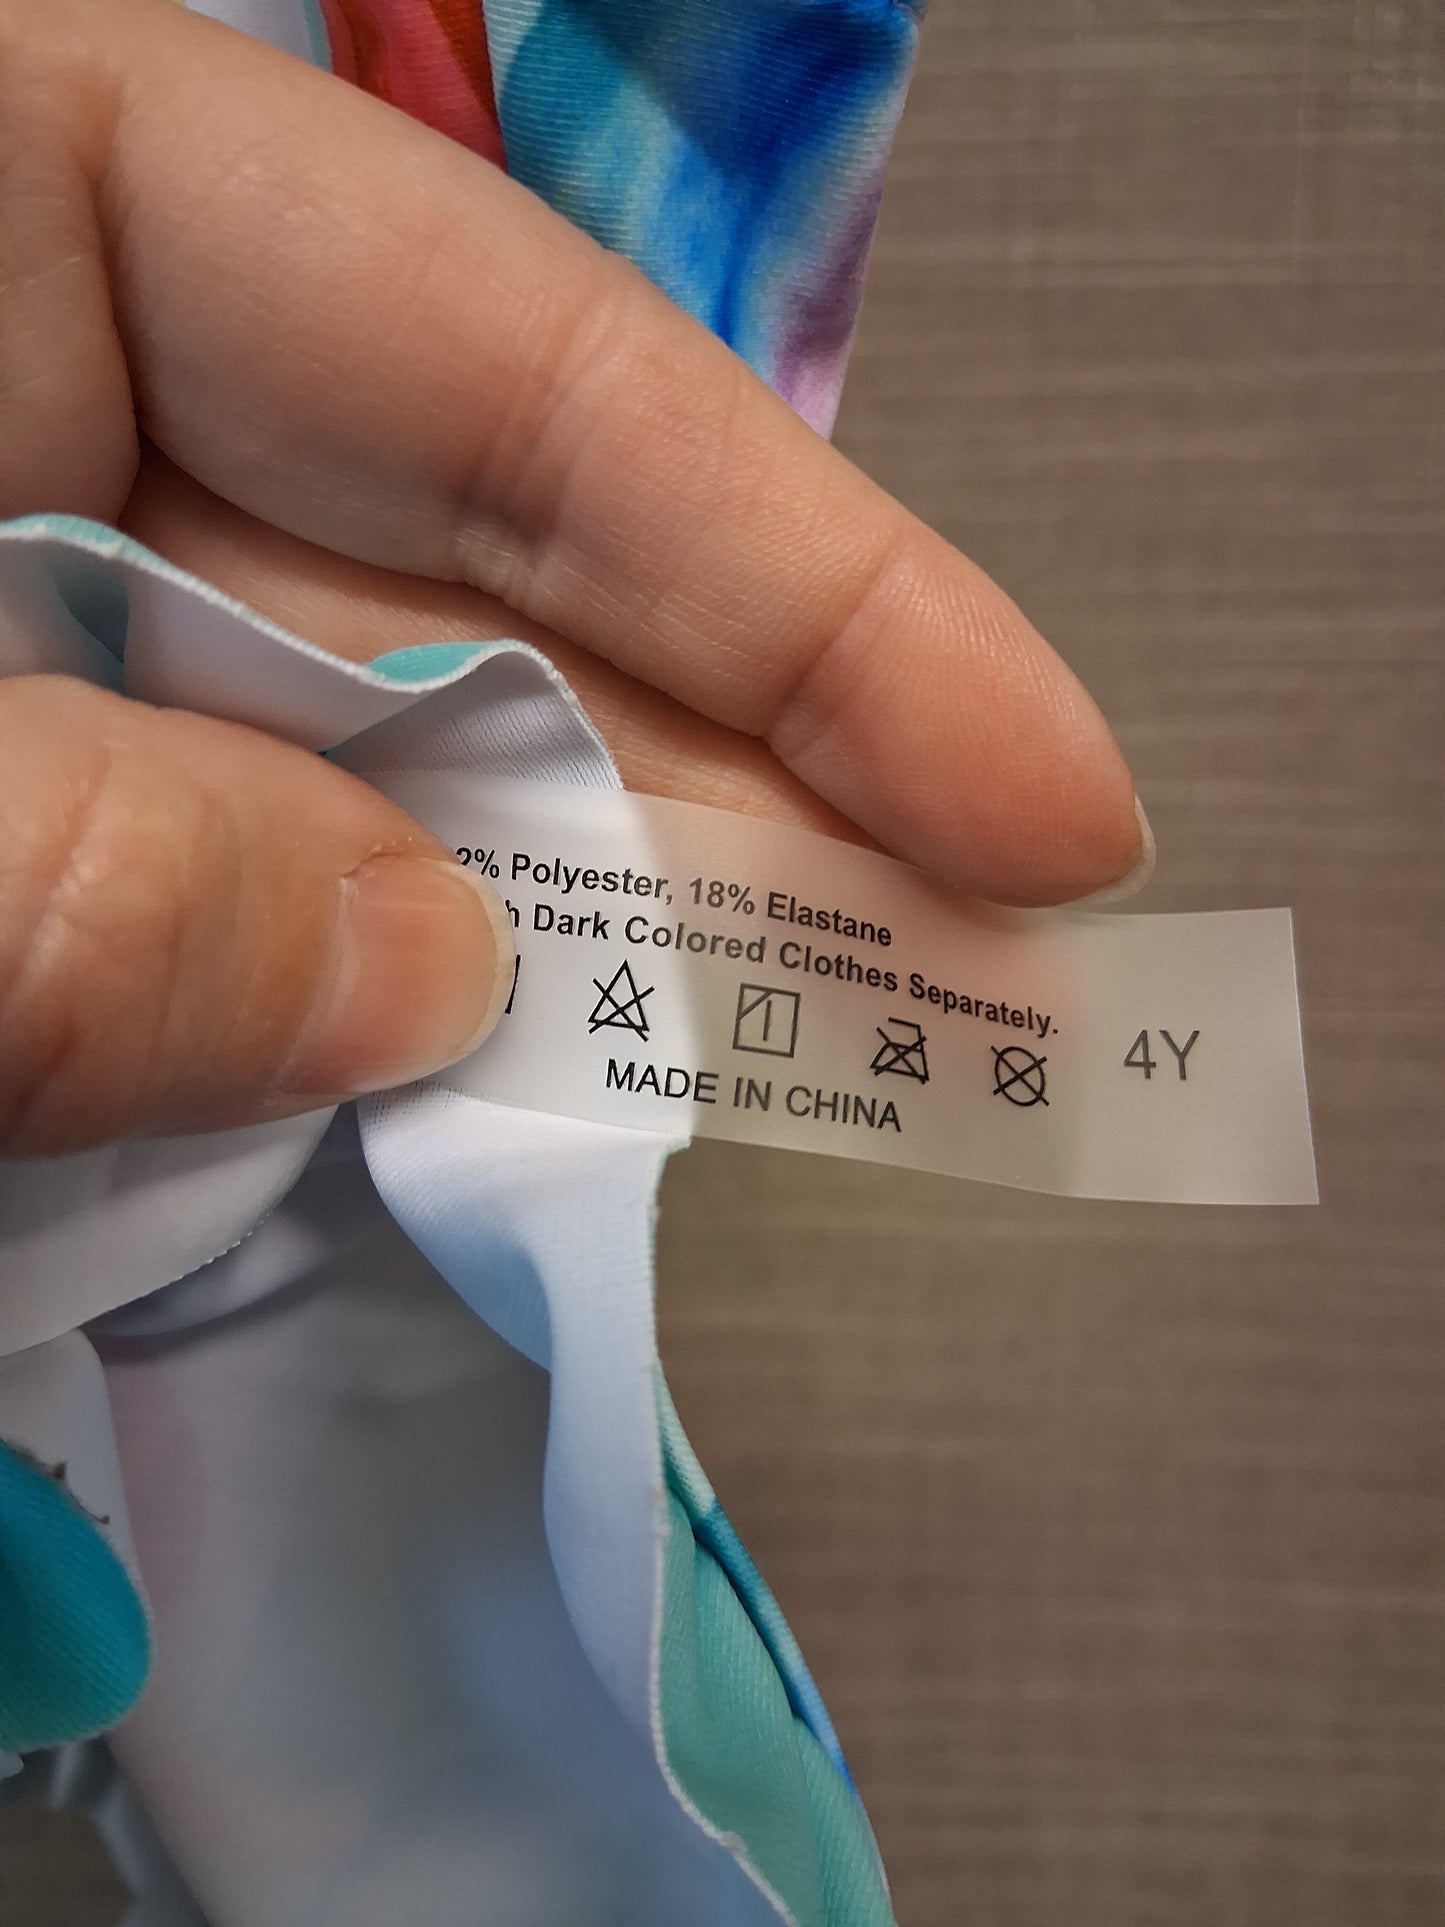 2% Polyester, 18% Elastane
h Dark Colored Clothes Separately.
MADE IN CHINA
4Y